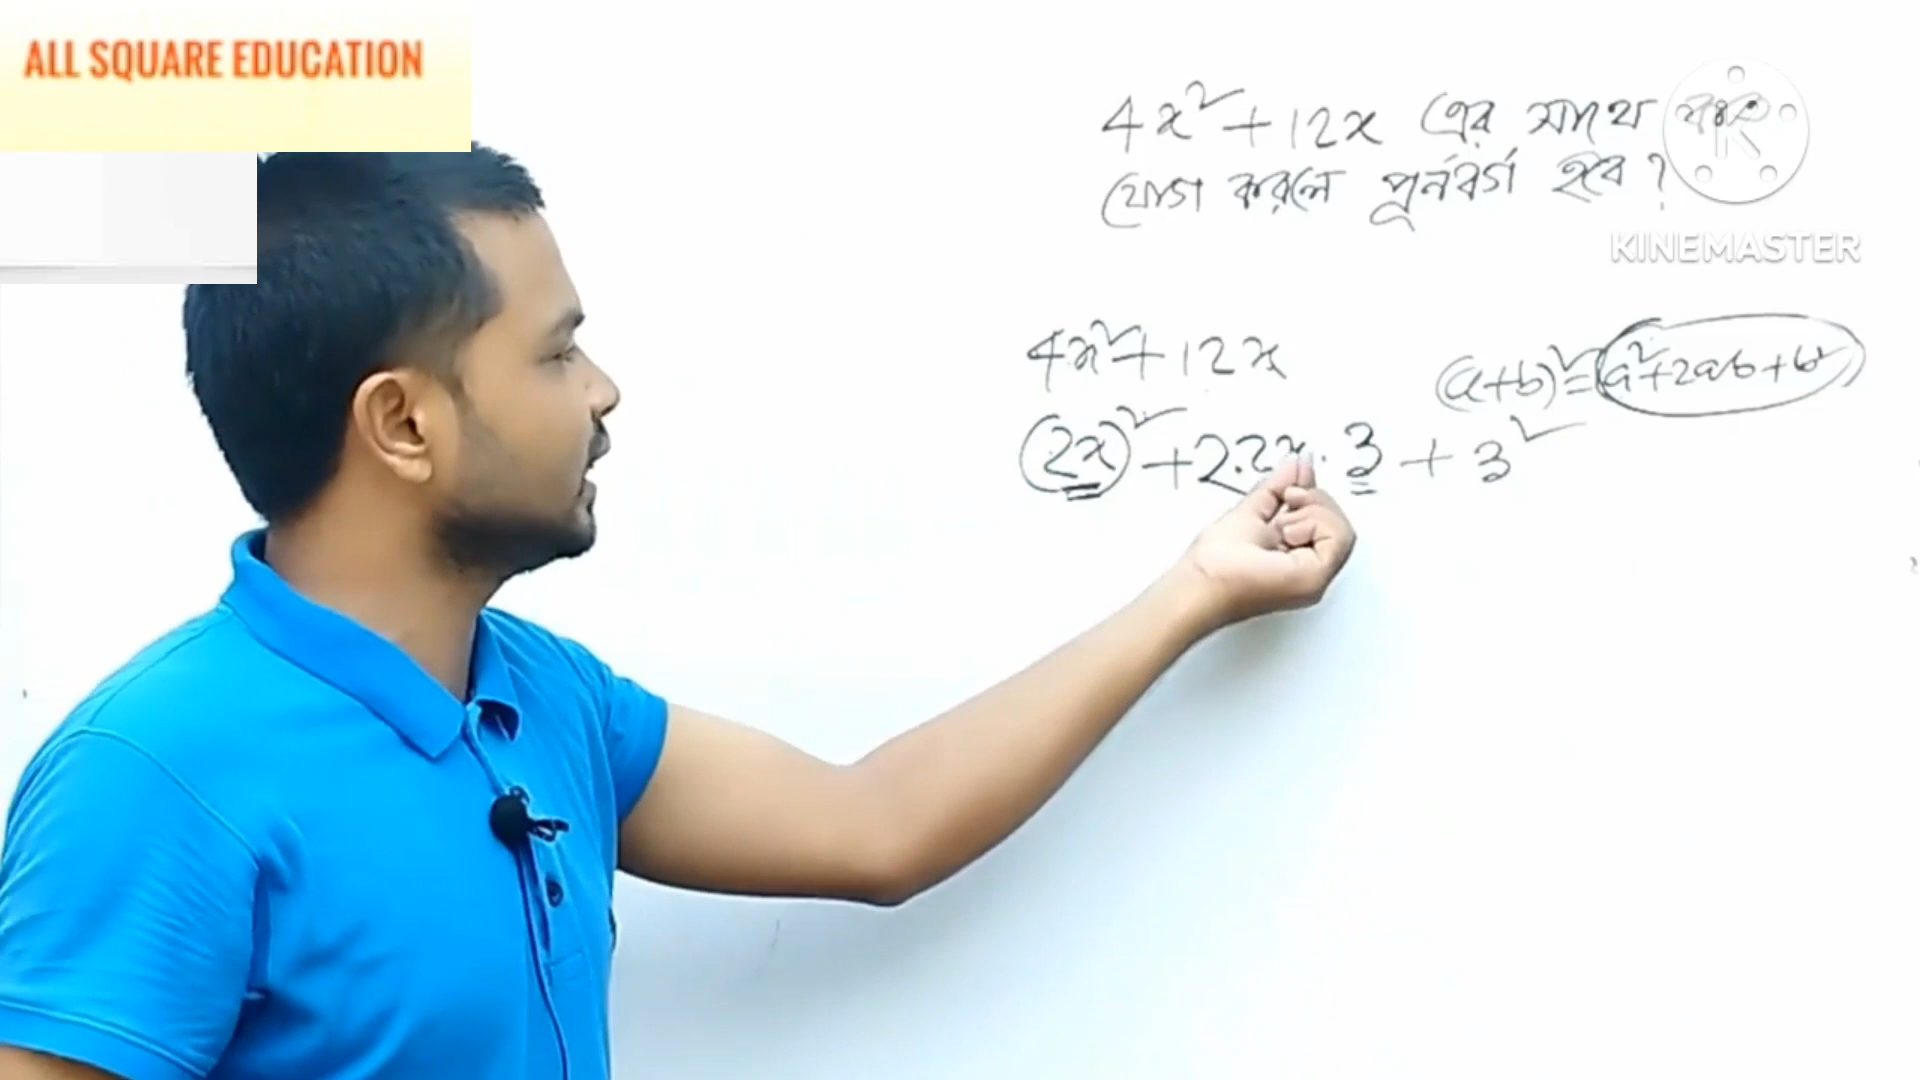 ALL SQUARE EDUCATION
4x²+12x এর সাথে কত
যোগ করলে পূর্নবর্গ হবে ?
KINEMASTER
4x²+12x
(a+b)²=a²+2ab+b²
(2x)²+2.2x.3+3²